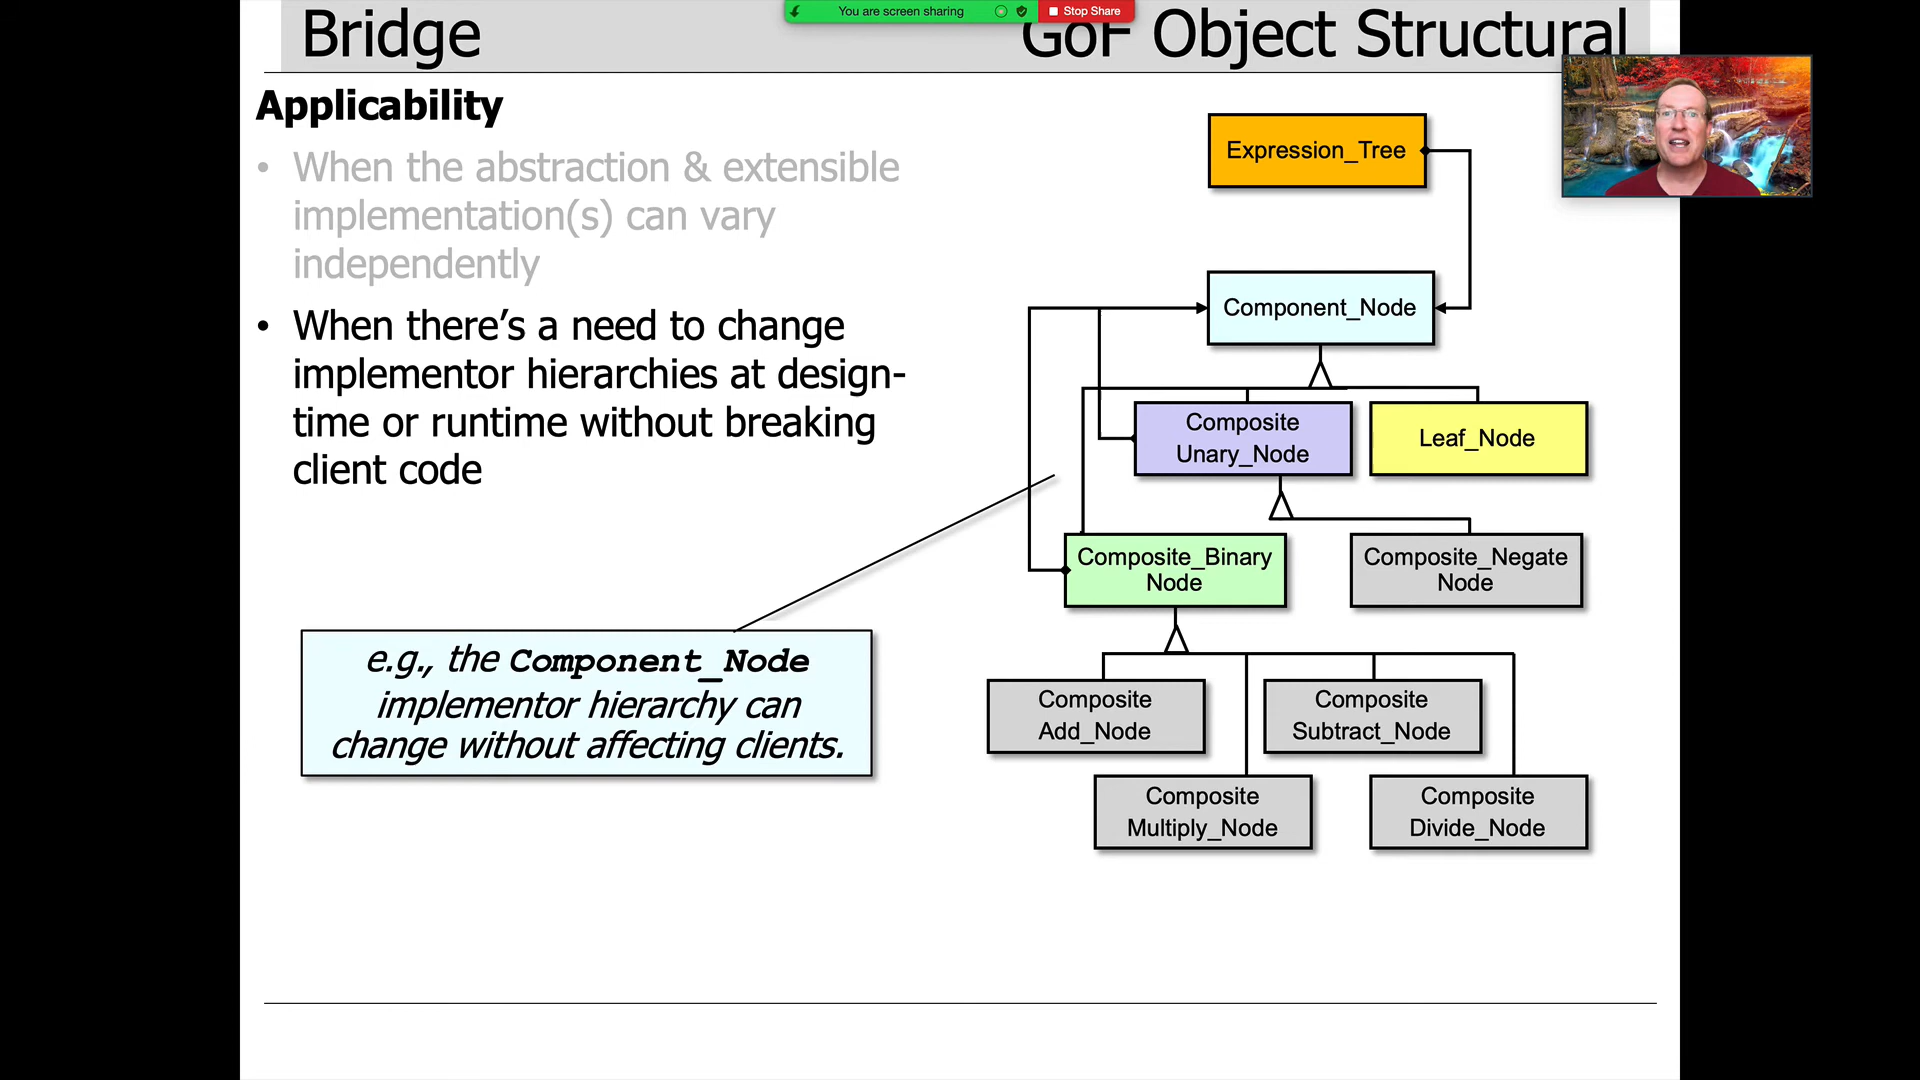 You are screen sharing
Stop Share
Bridge
GoF Object Structural
Applicability
• When the abstraction & extensible
implementation(s) can vary
independently
• When there’s a need to change
implementor hierarchies at design-
time or runtime without breaking
client code
e.g., the Component_Node
implementor hierarchy can
change without affecting clients.
Expression_Tree
Component_Node
Composite
Unary_Node
Leaf_Node
Composite_Binary
Node
Composite_Negate
Node
Composite
Add_Node
Composite
Subtract_Node
Composite
Multiply_Node
Composite
Divide_Node